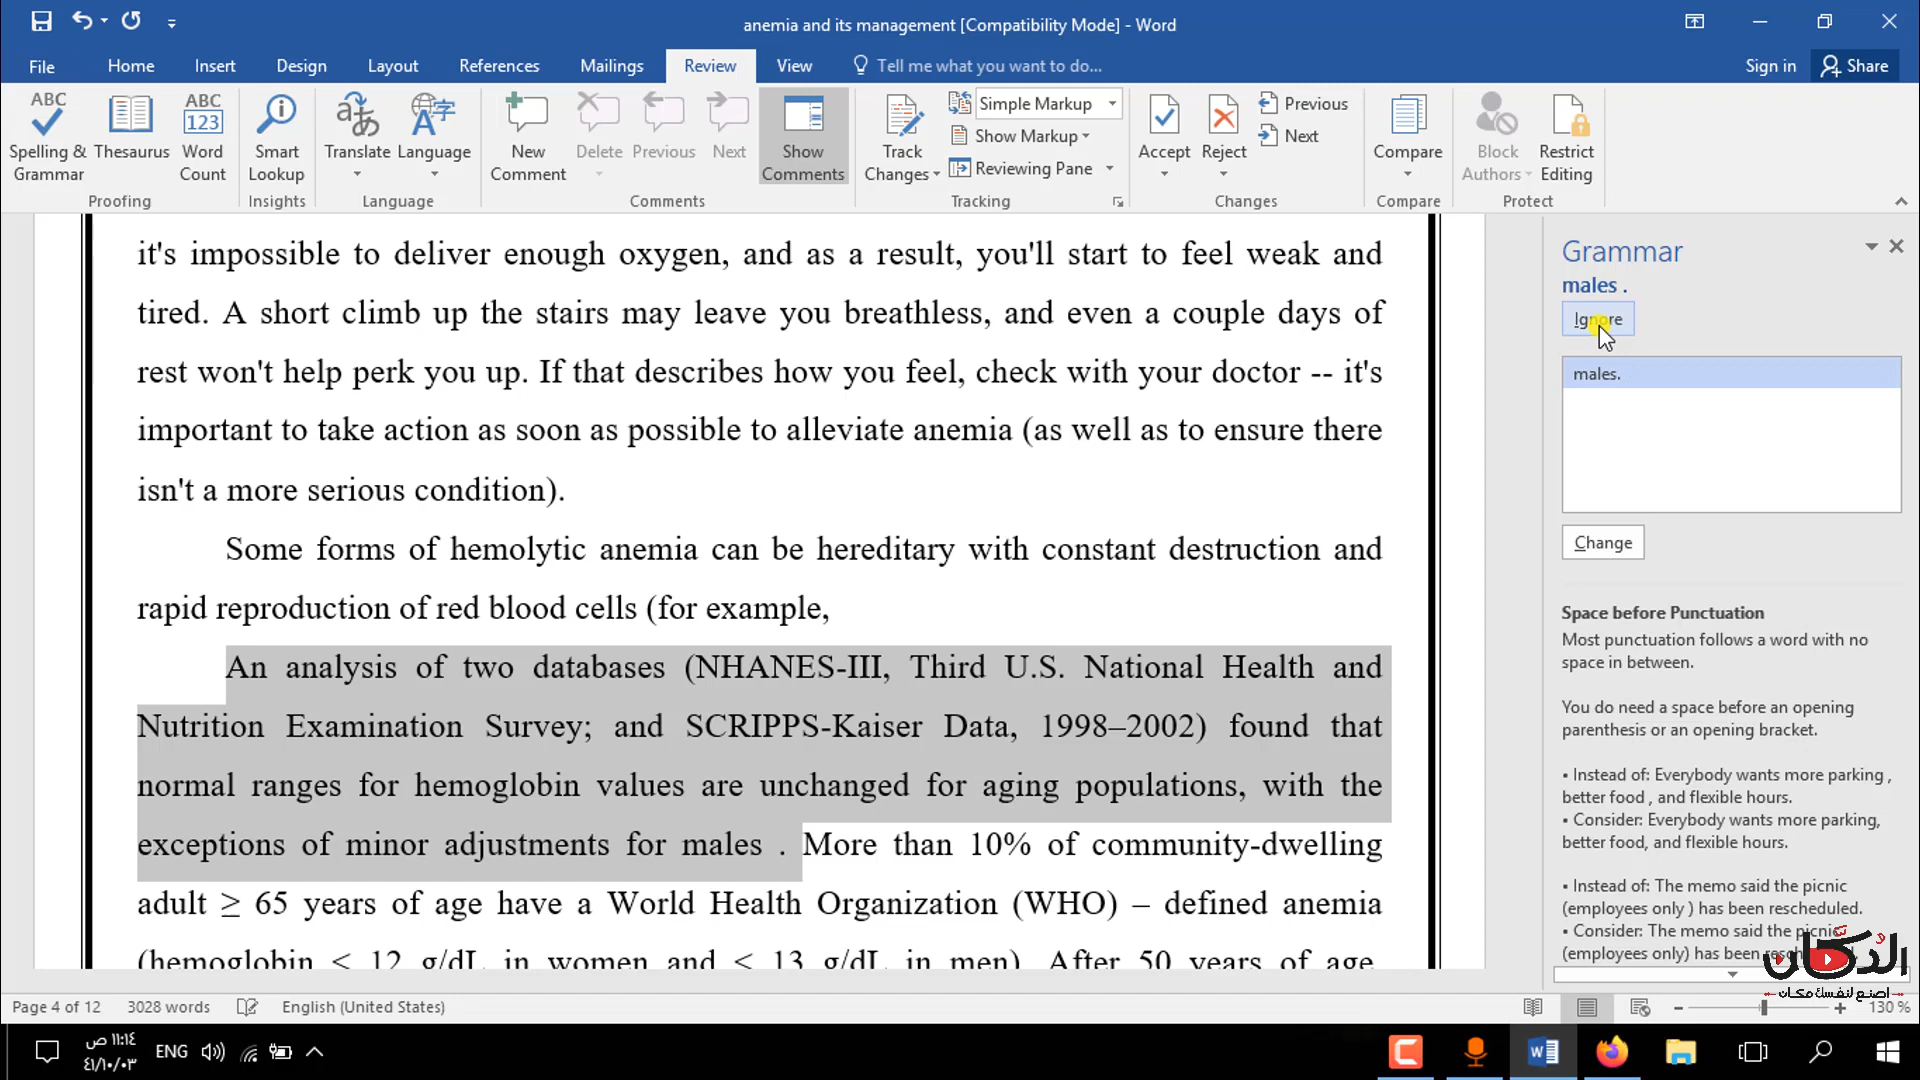 anemia and its management [Compatibility Mode] - Word
File
Home
Insert
Design
Layout
References
Mailings
Review
View
Tell me what you want to do...
Sign in
Share
ABC
Spelling &
Grammar
Thesaurus
ABC
123
Word
Count
Proofing
Smart
Lookup
Insights
Translate
Language
Language
New
Comment
Delete
Previous
Next
Show
Comments
Comments
Track
Changes
Simple Markup
Show Markup
Reviewing Pane
Tracking
Accept
Reject
Previous
Next
Changes
Compare
Compare
Block
Authors
Restrict
Editing
Protect
it's impossible to deliver enough oxygen, and as a result, you'll start to feel weak and
tired. A short climb up the stairs may leave you breathless, and even a couple days of
rest won't help perk you up. If that describes how you feel, check with your doctor -- it's
important to take action as soon as possible to alleviate anemia (as well as to ensure there
isn't a more serious condition).
Some forms of hemolytic anemia can be hereditary with constant destruction and
rapid reproduction of red blood cells (for example,
An analysis of two databases (NHANES-III, Third U.S. National Health and
Nutrition Examination Survey; and SCRIPPS-Kaiser Data, 1998–2002) found that
normal ranges for hemoglobin values are unchanged for aging populations, with the
exceptions of minor adjustments for males . More than 10% of community-dwelling
adult ≥ 65 years of age have a World Health Organization (WHO) – defined anemia
(hemoglobin < 12 g/dL in women and < 13 g/dL in men). After 50 years of age,
Grammar
males .
Ignore
males.
Change
Space before Punctuation
Most punctuation follows a word with no
space in between.
You do need a space before an opening
parenthesis or an opening bracket.
• Instead of: Everybody wants more parking ,
better food , and flexible hours.
• Consider: Everybody wants more parking,
better food, and flexible hours.
• Instead of: The memo said the picnic
(employees only ) has been rescheduled.
• Consider: The memo said the picnic
(employees only) has been
الدكان
اصنع لنفسك مكان
Page 4 of 12
3028 words
English (United States)
130 %
١١:١٤ ص
٤١/١٠/٠٣
ENG